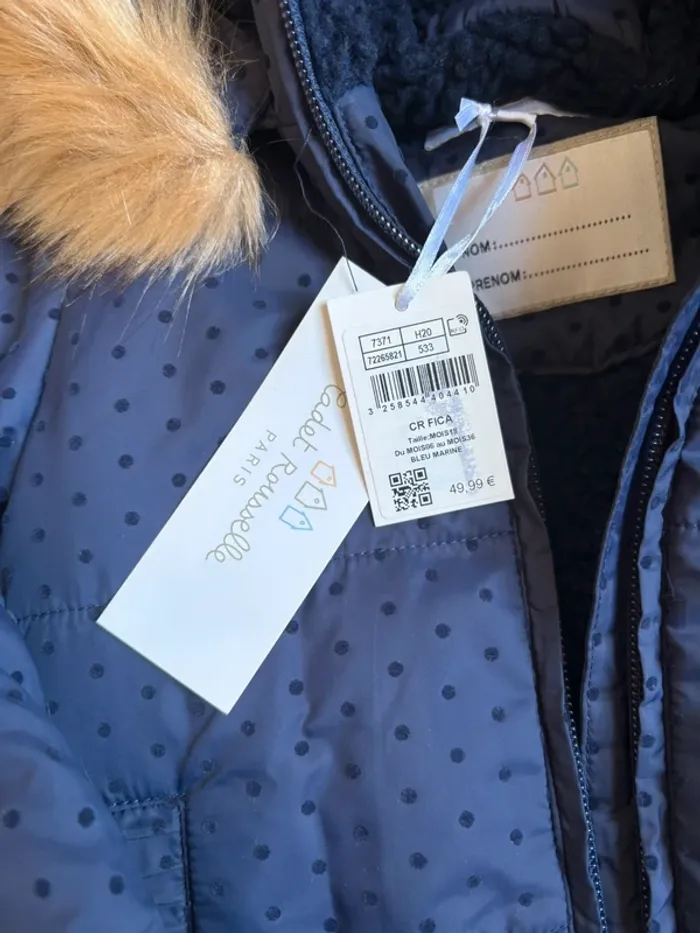 NOM:
PRENOM:
7371 H20
72265821 533
3 258544 404410
CR FICA
Taille:MOIS18
Du MOIS06 au MOIS36
BLEU MARINE
49,99 €
Cadet Rousselle
PARIS